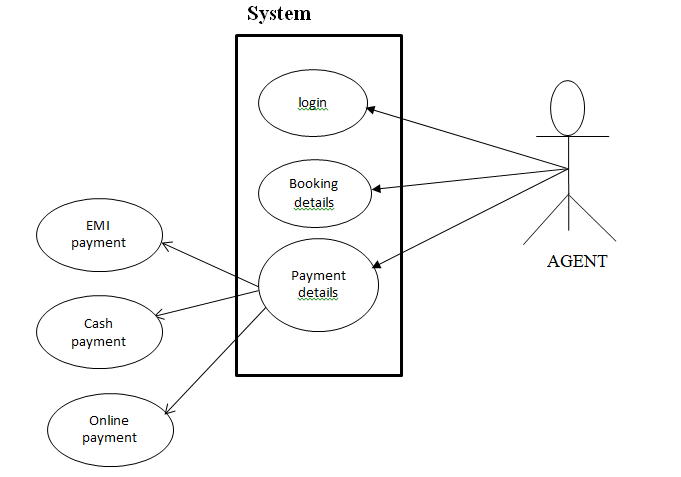 System
login
Booking
details
Payment
details
EMI
payment
Cash
payment
Online
payment
AGENT